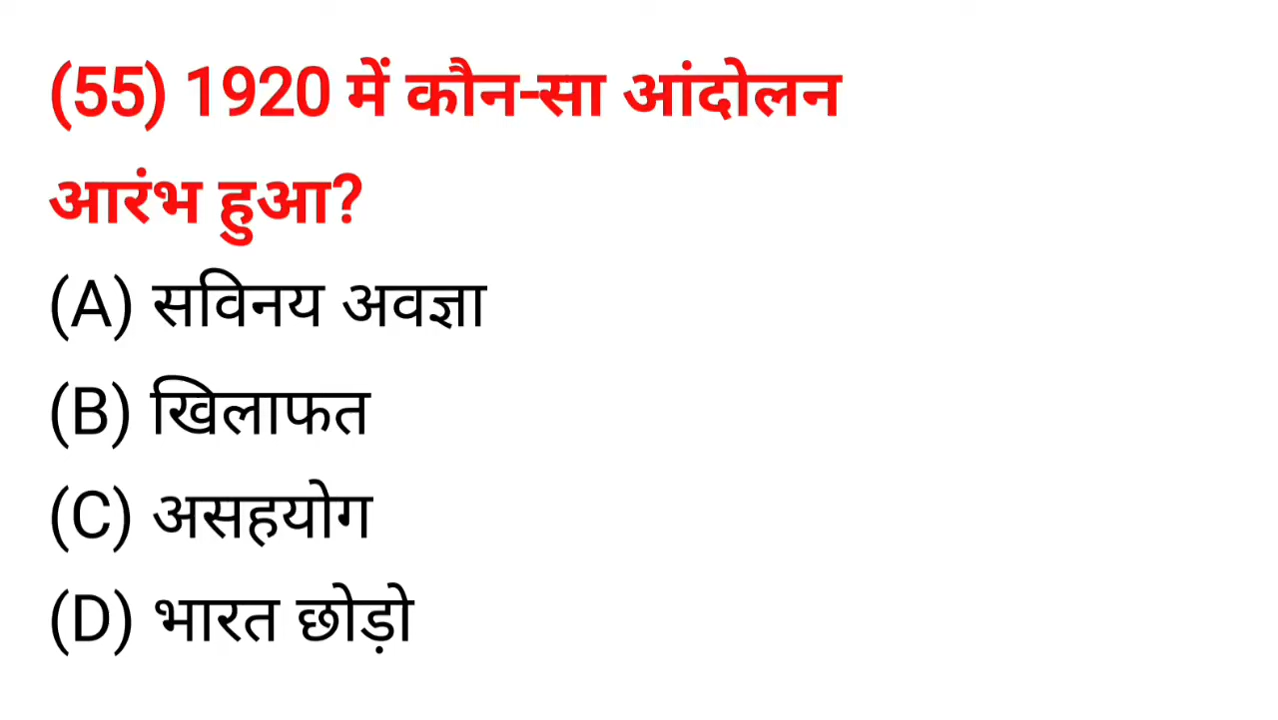 (55) 1920 में कौन-सा आंदोलन
आरंभ हुआ?
(A) सविनय अवज्ञा
(B) खिलाफत
(C) असहयोग
(D) भारत छोड़ो